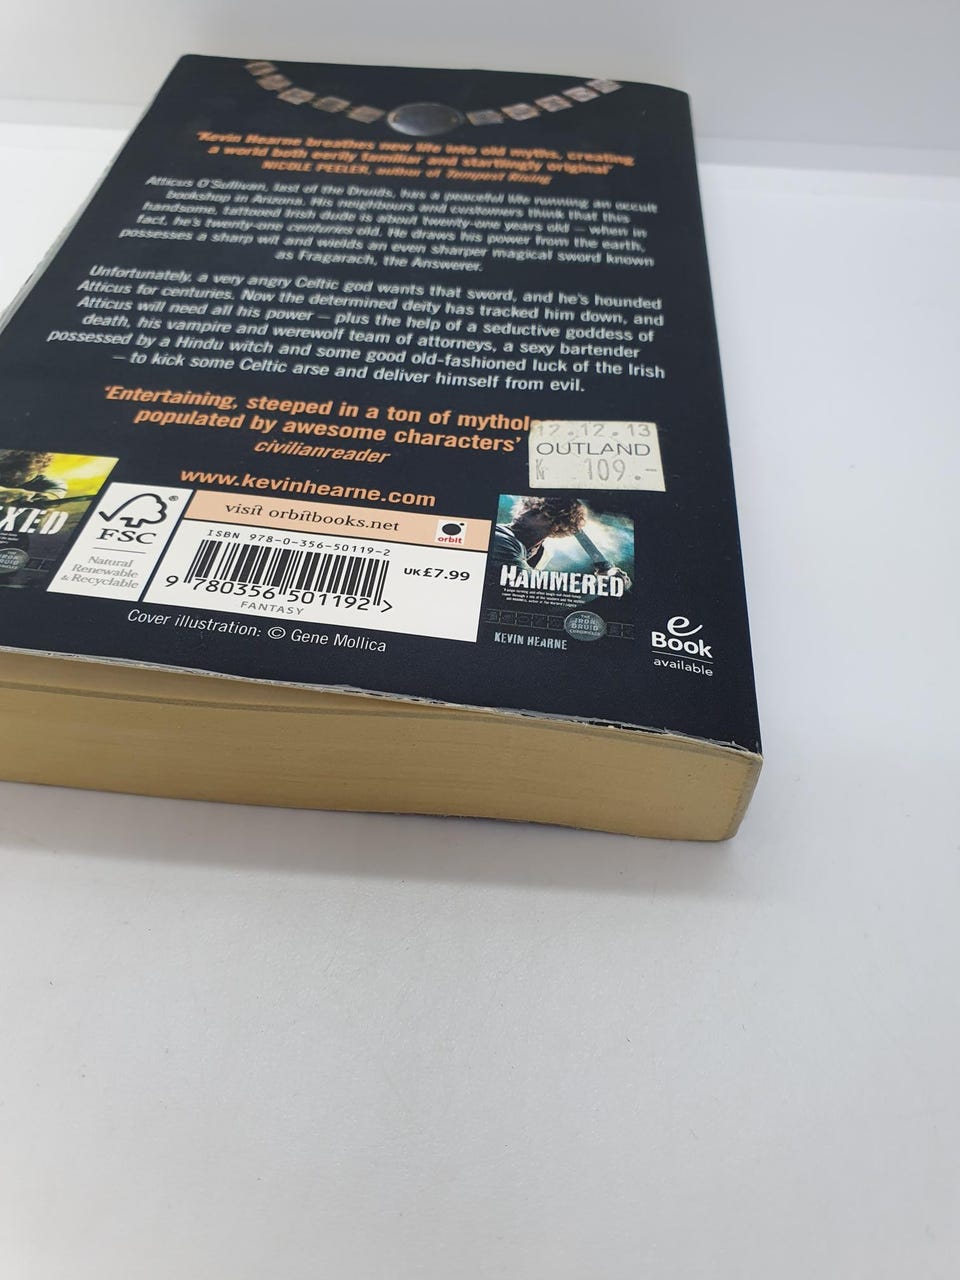 'Kevin Hearne breathes new life into old myths, creating
a world both eerily familiar and startlingly original'
NICOLE PEELER, author of Tempest Rising
Atticus O'Sullivan, last of the Druids, has a peaceful life running an occult
bookshop in Arizona. His neighbours and customers think that this
handsome, tattooed Irish dude is about twenty-one years old – when in
fact, he's twenty-one centuries old. He draws his power from the earth,
possesses a sharp wit and wields an even sharper magical sword known
as Fragarach, the Answerer.
Unfortunately, a very angry Celtic god wants that sword, and he's hounded
Atticus for centuries. Now the determined deity has tracked him down, and
Atticus will need all his power – plus the help of a seductive goddess of
death, his vampire and werewolf team of attorneys, a sexy bartender
possessed by a Hindu witch and some good old-fashioned luck of the Irish
– to kick some Celtic arse and deliver himself from evil.
'Entertaining, steeped in a ton of mythol
populated by awesome characters'
civilianreader
12.12.13
OUTLAND
K 109.-
www.kevinhearne.com
XED
FSC
®
Natural
Renewable
& Recyclable
visit orbitbooks.net
orbit
ISBN 978-0-356-50119-2
UK£7.99
9 780356 501192 >
FANTASY
HAMMERED
THE
IRON
DRUID
CHRONICLES
KEVIN HEARNE
e
Book
available
Cover illustration: © Gene Mollica